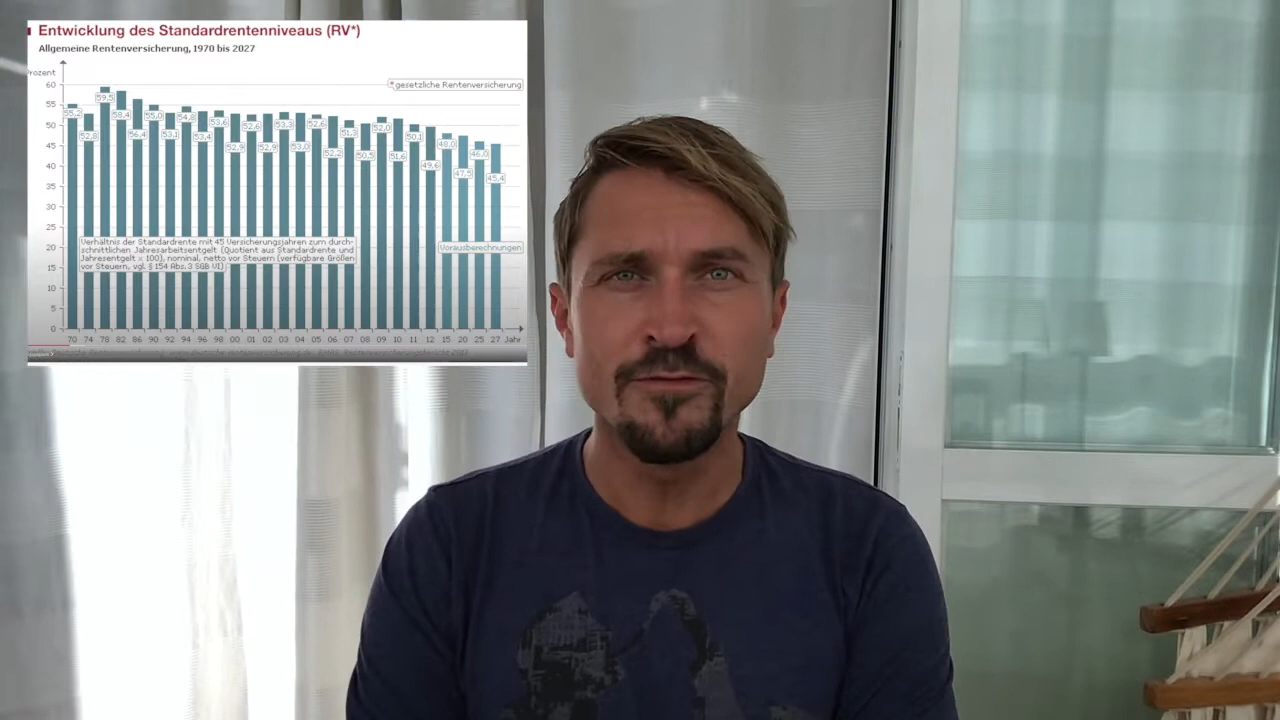 Entwicklung des Standardrentenniveaus (RV*)
Allgemeine Rentenversicherung, 1970 bis 2027
Prozent
*gesetzliche Rentenversicherung
60
55
50
45
40
35
30
25
20
15
10
5
0
55,2 52,8 59,5 58,4 56,4 55,0 53,1 54,8 53,4 53,6 52,9 52,6 52,9 53,3 53,0 52,6 52,2 51,3 50,5 52,0 51,6 50,1 49,6 48,0 47,5 46,0 45,4
Verhältnis der Standardrente mit 45 Versicherungsjahren zum durch-
schnittlichen Jahresarbeitsentgelt (Quotient aus Standardrente und
Jahresentgelt x 100), nominal, netto vor Steuern (verfügbare Größen
vor Steuern, vgl. § 154 Abs. 3 SGB VI)
Vorausberechnungen
70 74 78 82 86 90 92 94 96 98 00 01 02 03 04 05 06 07 08 09 10 11 12 15 20 25 27 Jahr